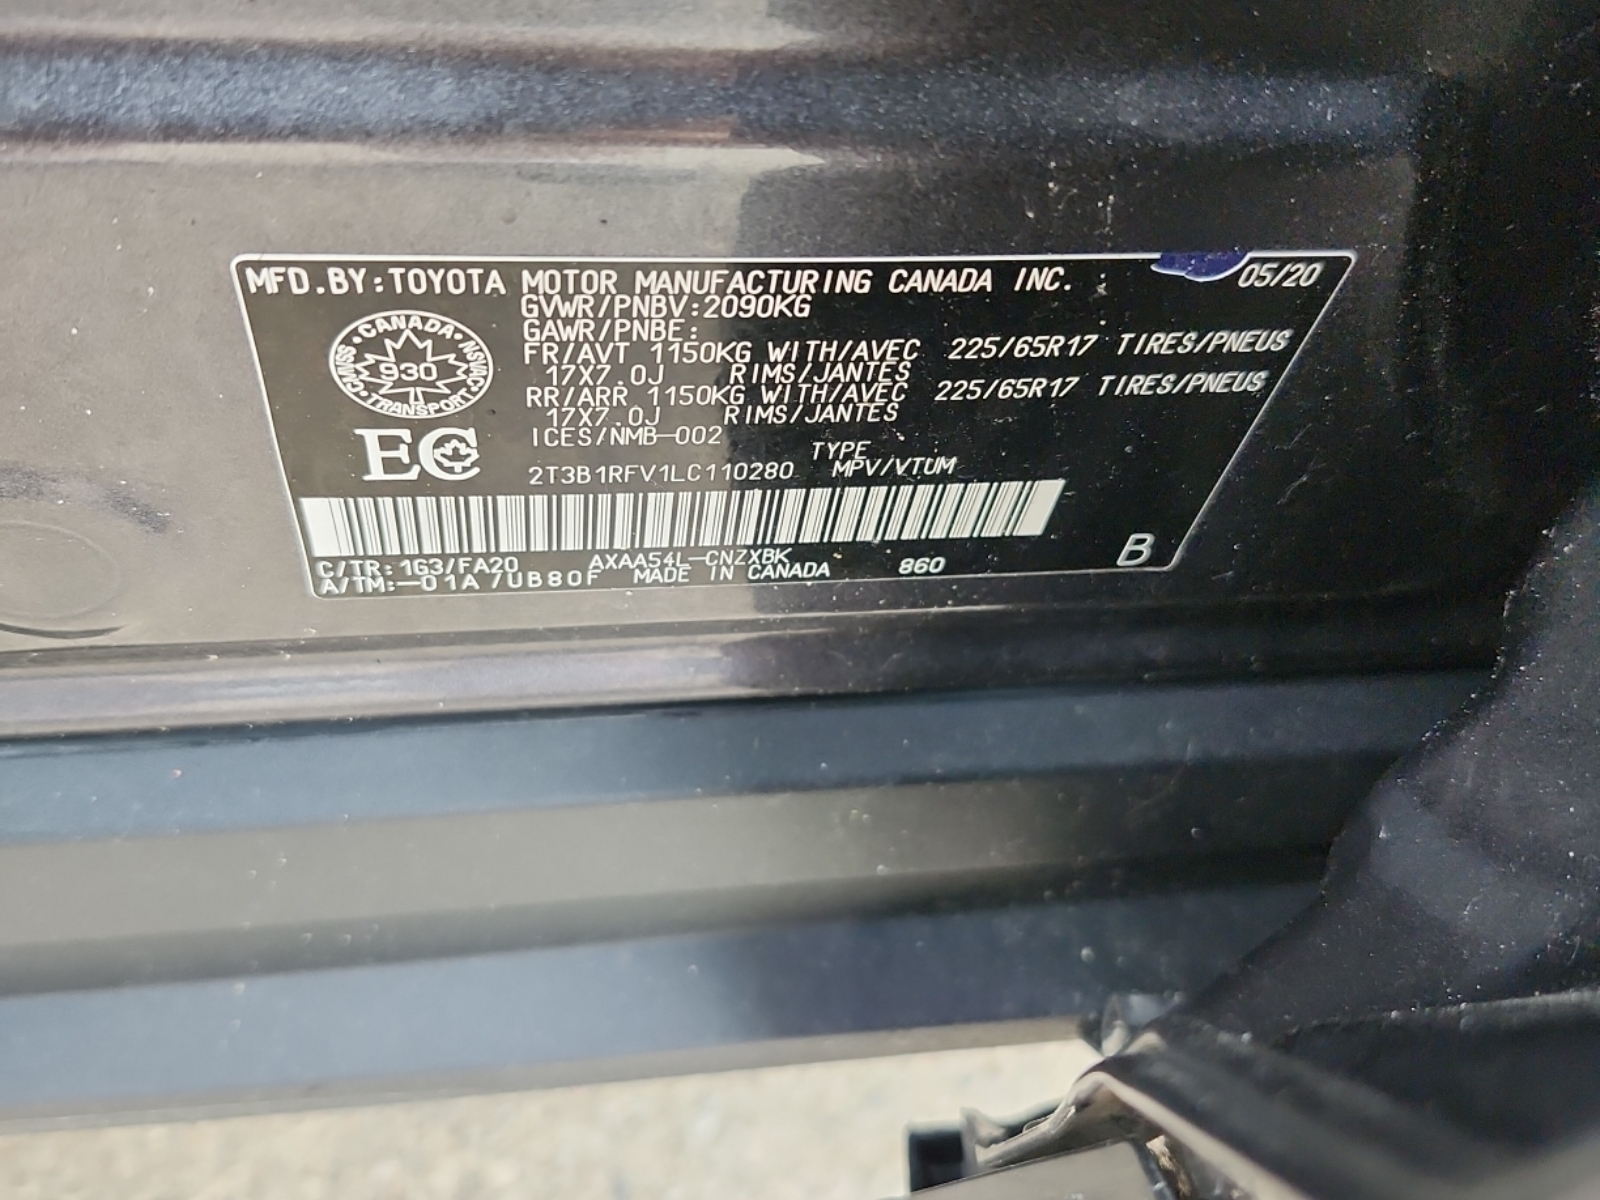 MFD.BY:TOYOTA MOTOR MANUFACTURING CANADA INC. 05/20
GVWR/PNBV:2090KG
GAWR/PNBE:
FR/AVT 1150KG WITH/AVEC 225/65R17 TIRES/PNEUS
17X7.0J RIMS/JANTES
RR/ARR 1150KG WITH/AVEC 225/65R17 TIRES/PNEUS
17X7.0J RIMS/JANTES
ICES/NMB-002
CANADA
CMVSS 930 NSVAC
TRANSPORT
EC
TYPE
2T3B1RFV1LC110280 MPV/VTUM
C/TR:1G3/FA20 AXAA54L-CNZXBK 860 B
A/TM:-01A/UB80F MADE IN CANADA